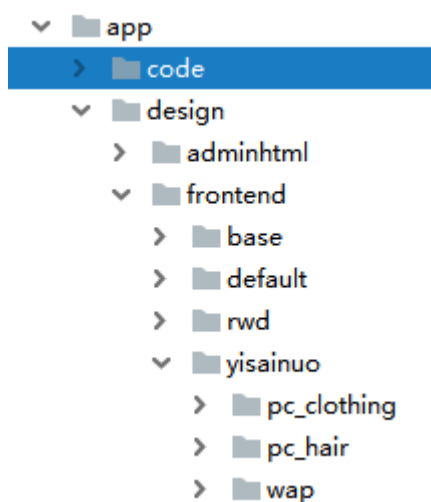 app
code
design
adminhtml
frontend
base
default
rwd
yisainuo
pc_clothing
pc_hair
wap